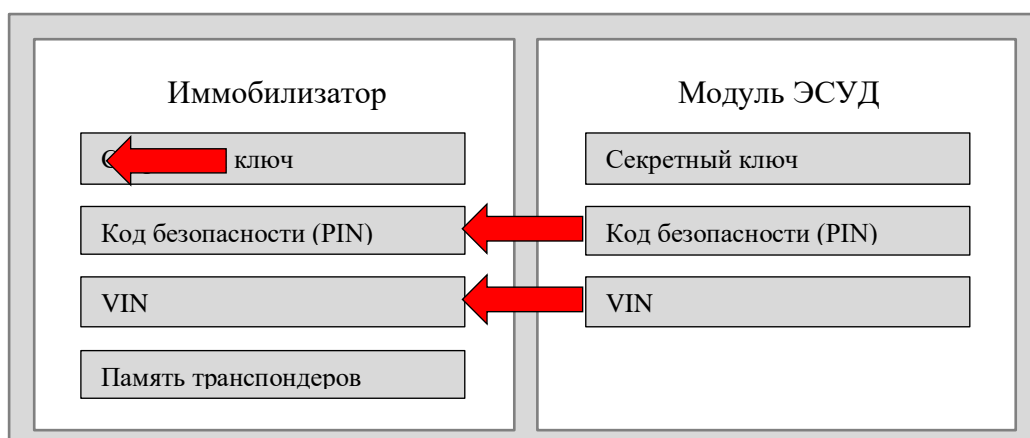 Иммобилизатор
ключ
Код безопасности (PIN)
VIN
Память транспондеров
Модуль ЭСУД
Секретный ключ
Код безопасности (PIN)
VIN